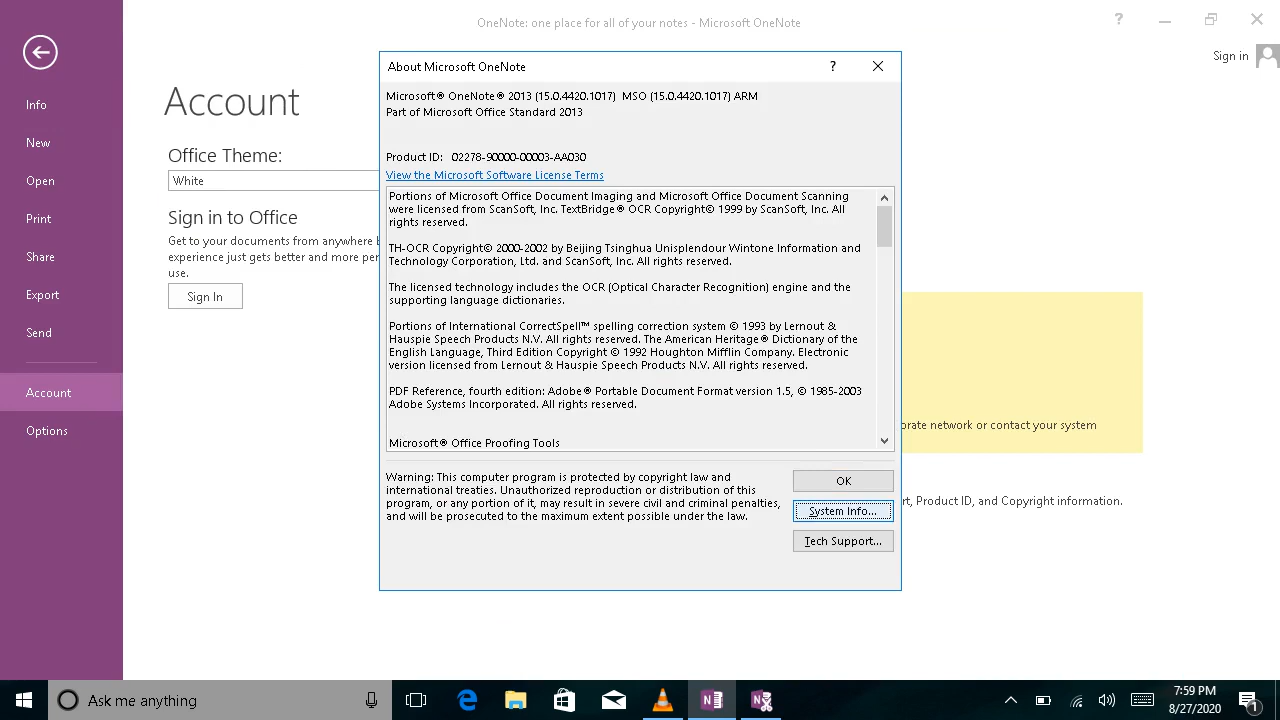 OneNote: one place for all of your notes - Microsoft OneNote
?
Sign in
Info
New
Open
Print
Share
Export
Send
Account
Options
Account
Office Theme:
White
Sign in to Office
Get to your documents from anywhere
experience just gets better and more per
use.
Sign In
About Microsoft OneNote
?
Microsoft® OneNote® 2013 (15.0.4420.1017) MSO (15.0.4420.1017) ARM
Part of Microsoft Office Standard 2013
Product ID: 02278-90000-00003-AA030
View the Microsoft Software License Terms
Portions of Microsoft Office Document Imaging and Microsoft Office Document Scanning
were licensed from ScanSoft, Inc. TextBridge® OCR Copyright© 1999 by ScanSoft, Inc. All
rights reserved.
TH-OCR Copyright© 2000-2002 by Beijing Tsinghua Unisplendour Wintone Information and
Technology Corporation, Ltd. and ScanSoft, Inc. All rights reserved.
The licensed technology includes the OCR (Optical Character Recognition) engine and the
supporting language dictionaries.
Portions of International CorrectSpell™ spelling correction system © 1993 by Lernout &
Hauspie Speech Products N.V. All rights reserved. The American Heritage® Dictionary of the
English Language, Third Edition Copyright © 1992 Houghton Mifflin Company. Electronic
version licensed from Lernout & Hauspie Speech Products N.V. All rights reserved.
PDF Reference, fourth edition: Adobe® Portable Document Format version 1.5, © 1985-2003
Adobe Systems Incorporated. All rights reserved.
Microsoft® Office Proofing Tools
Warning: This computer program is protected by copyright law and
international treaties. Unauthorized reproduction or distribution of this
program, or any portion of it, may result in severe civil and criminal penalties,
and will be prosecuted to the maximum extent possible under the law.
OK
System Info...
Tech Support...
orate network or contact your system
rt, Product ID, and Copyright information.
Ask me anything
7:59 PM
8/27/2020
1